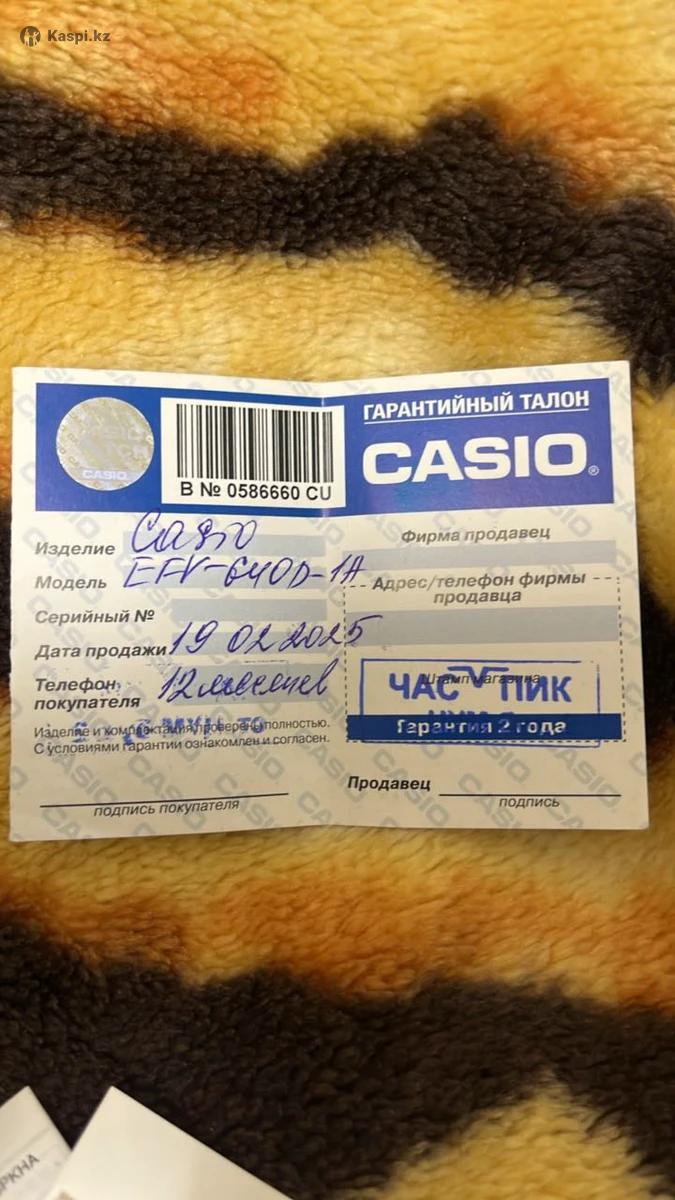 Kaspi.kz
ГАРАНТИЙНЫЙ ТАЛОН
CASIO®
CASIO
В № 0586660 CU
Изделие Casio
Модель EFV-640D-1A
Серийный №
Дата продажи 19 02 2025
Телефон покупателя 12 месяцев
Изделие и комплектация проверены полностью.
С условиями гарантии ознакомлен и согласен.
подпись покупателя
Фирма продавец
Адрес/телефон фирмы
продавца
Штамп магазина
ЧАС ПИК
Гарантия 2 года
Продавец
подпись